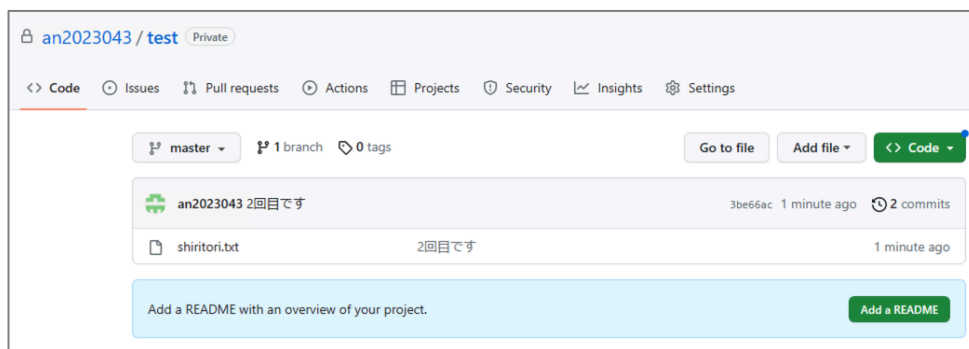 an2023043 / test Private
Code Issues Pull requests Actions Projects Security Insights Settings
master 1 branch 0 tags Go to file Add file Code
an2023043 2回目です 3be66ac 1 minute ago 2 commits
shiritori.txt 2回目です 1 minute ago
Add a README with an overview of your project. Add a README